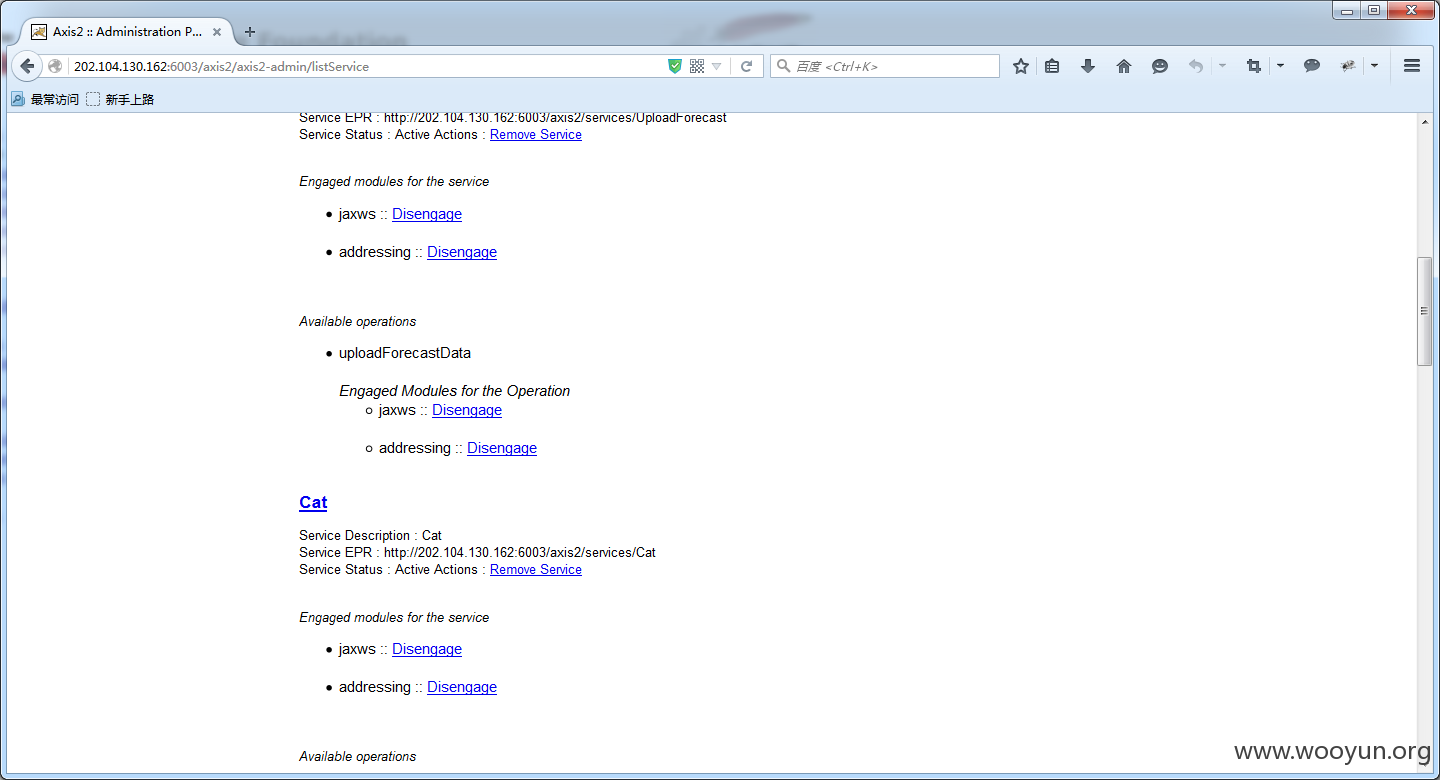 Axis2 :: Administration P...
202.104.130.162:6003/axis2/axis2-admin/listService
百度 <Ctrl+K>
最常访问 新手上路
Service EPR : http://202.104.130.162:6003/axis2/services/UploadForecast
Service Status : Active Actions : Remove Service
Engaged modules for the service
jaxws :: Disengage
addressing :: Disengage
Available operations
uploadForecastData
Engaged Modules for the Operation
jaxws :: Disengage
addressing :: Disengage
Cat
Service Description : Cat
Service EPR : http://202.104.130.162:6003/axis2/services/Cat
Service Status : Active Actions : Remove Service
Engaged modules for the service
jaxws :: Disengage
addressing :: Disengage
Available operations
www.wooyun.org